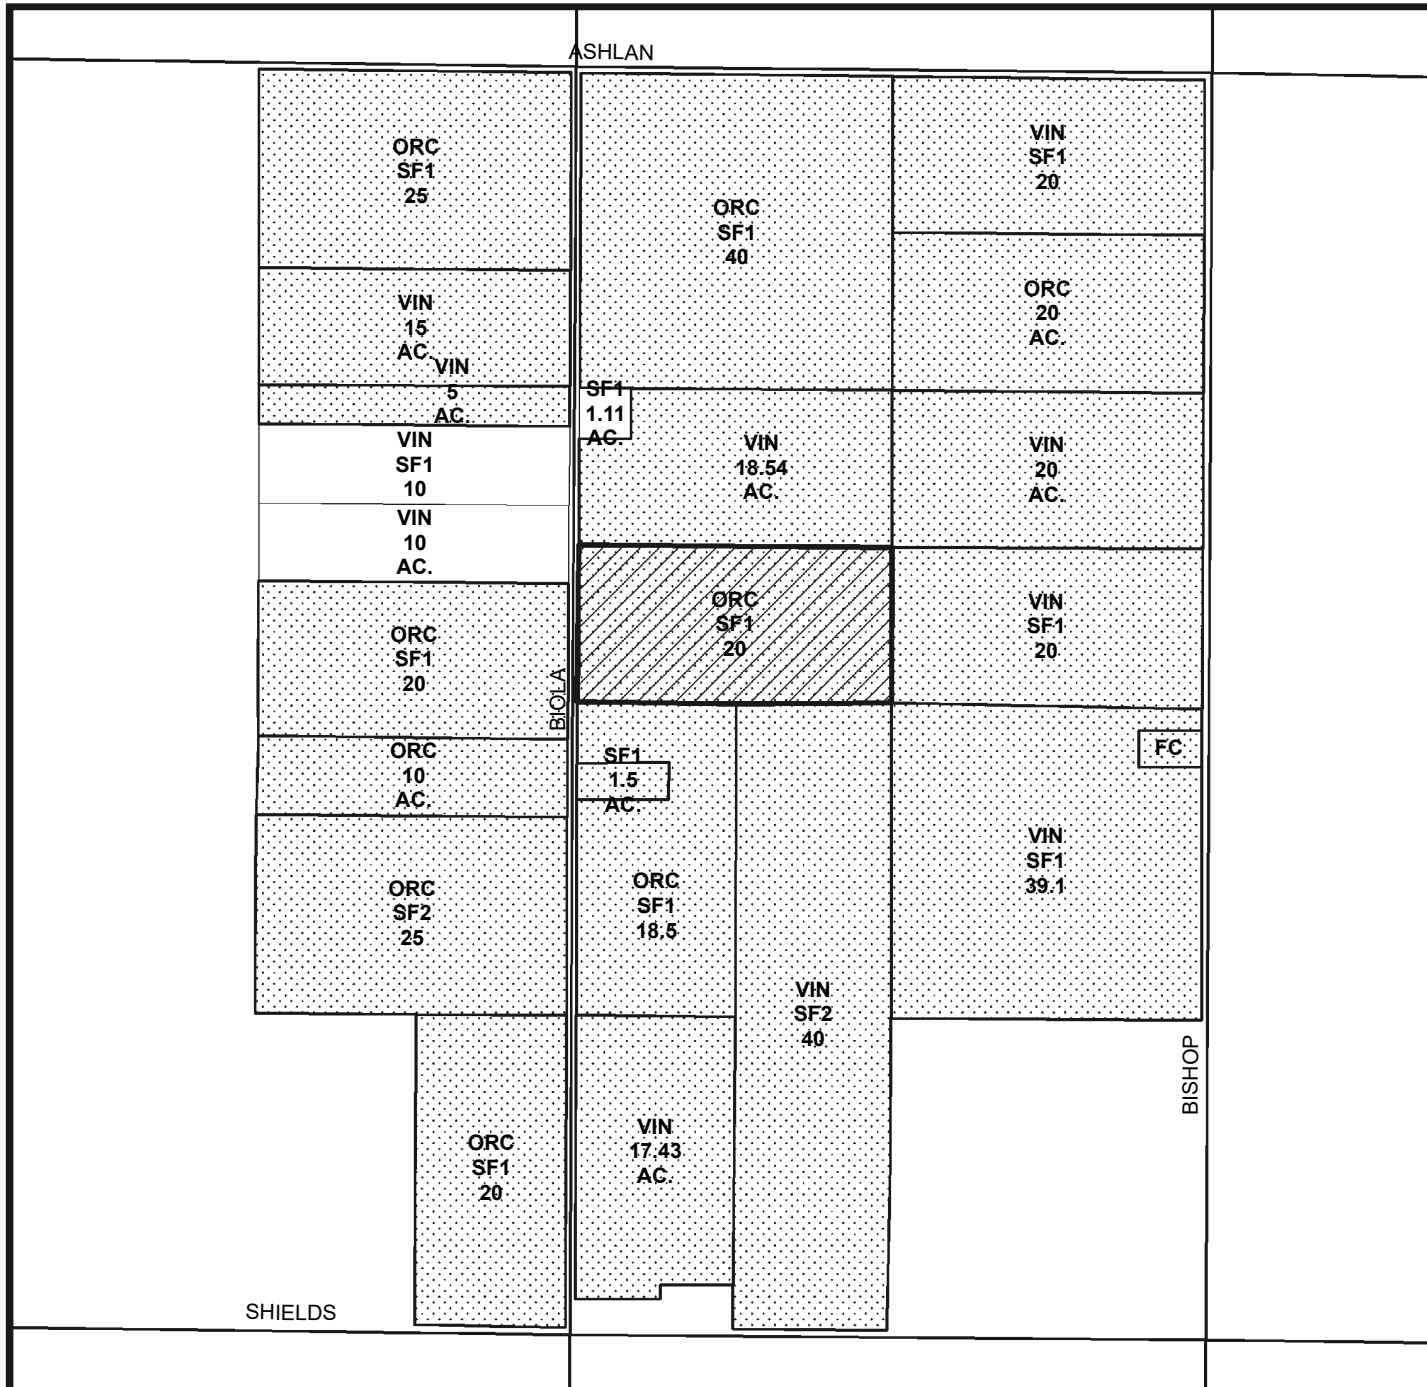 ASHLAN
ORC
SF1
25
VIN
15
AC.
VIN
5
AC.
VIN
SF1
10
VIN
10
AC.
ORC
SF1
20
ORC
10
AC.
ORC
SF2
25
ORC
SF1
20
SHIELDS
BIOLA
ORC
SF1
40
SF1
1.11
AC.
VIN
18.54
AC.
ORC
SF1
20
SF1
1.5
AC.
ORC
SF1
18.5
VIN
17.43
AC.
VIN
SF2
40
VIN
SF1
20
ORC
20
AC.
VIN
20
AC.
VIN
SF1
20
FC
VIN
SF1
39.1
BISHOP